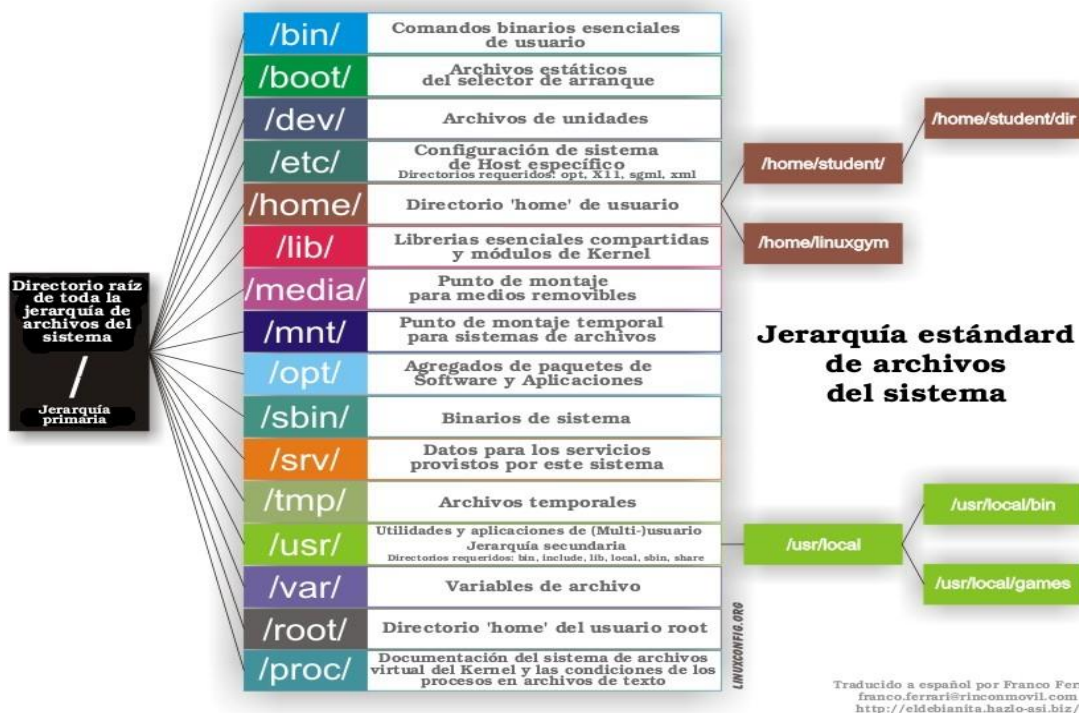 Directorio raíz
de toda la
jerarquía de
archivos del
sistema
/
Jerarquía
primaria
/bin/
Comandos binarios esenciales
de usuario
/boot/
Archivos estáticos
del selector de arranque
/dev/
Archivos de unidades
/etc/
Configuración de sistema
de Host específico
Directorios requeridos: opt, X11, sgml, xml
/home/
Directorio 'home' de usuario
/lib/
Librerias esenciales compartidas
y módulos de Kernel
/media/
Punto de montaje
para medios removibles
/mnt/
Punto de montaje temporal
para sistemas de archivos
/opt/
Agregados de paquetes de
Software y Aplicaciones
/sbin/
Binarios de sistema
/srv/
Datos para los servicios
provistos por este sistema
/tmp/
Archivos temporales
/usr/
Utilidades y aplicaciones de (Multi-)usuario
Jerarquía secundaria
Directorios requeridos: bin, include, lib, local, sbin, share
/var/
Variables de archivo
/root/
Directorio 'home' del usuario root
/proc/
Documentación del sistema de archivos
virtual del Kernel y las condiciones de los
procesos en archivos de texto
/home/student/
/home/student/dir
/home/linuxgym
Jerarquía estándard
de archivos
del sistema
/usr/local
/usr/local/bin
/usr/local/games
LINUXCONFIG.ORG
Traducido a español por Franco Fer
franco.ferrari@rinconmovil.com
http://eldebianita.hazlo-asi.biz/